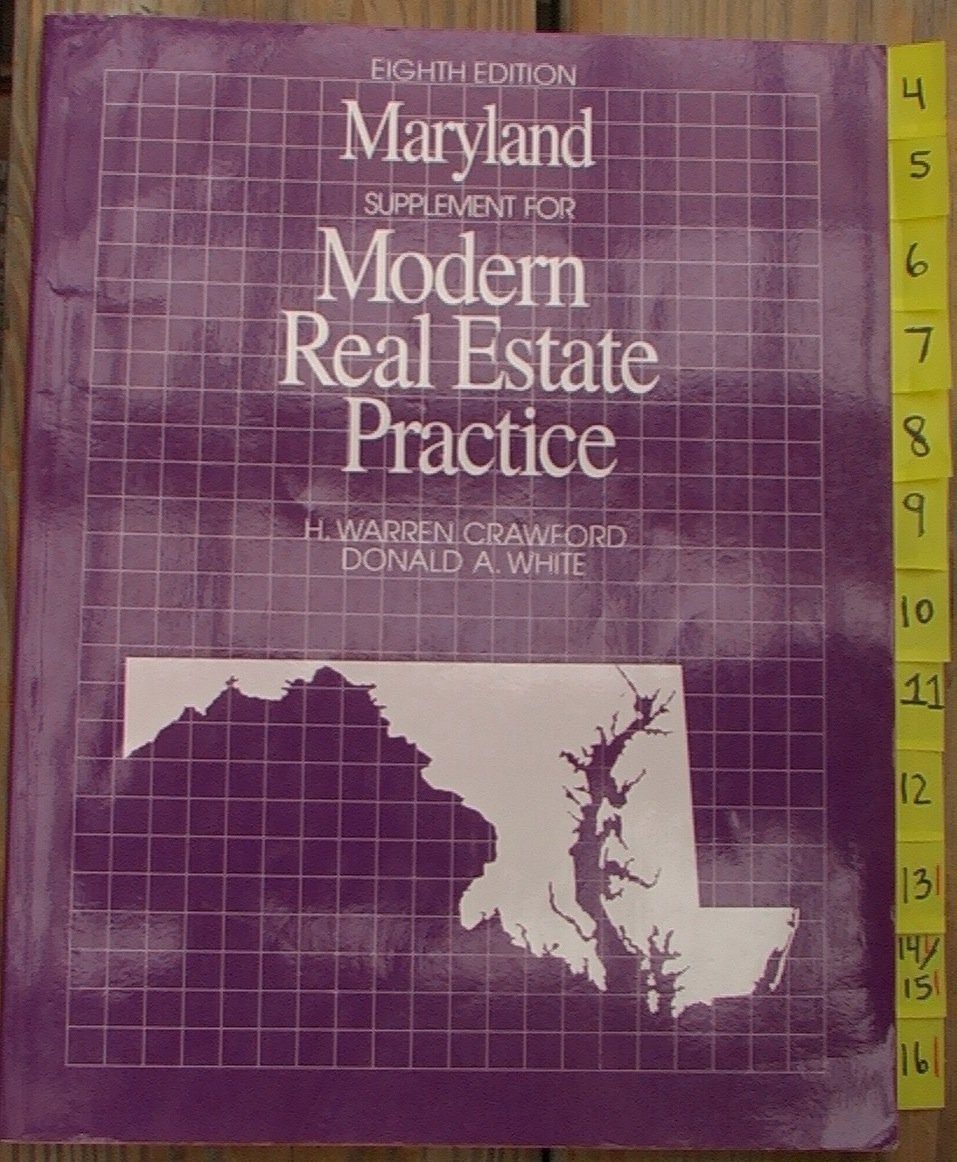 EIGHTH EDITION
Maryland
SUPPLEMENT FOR
Modern
Real Estate
Practice
H. WARREN CRAWFORD
DONALD A. WHITE
4
5
6
7
8
9
10
11
12
13
14
15
16